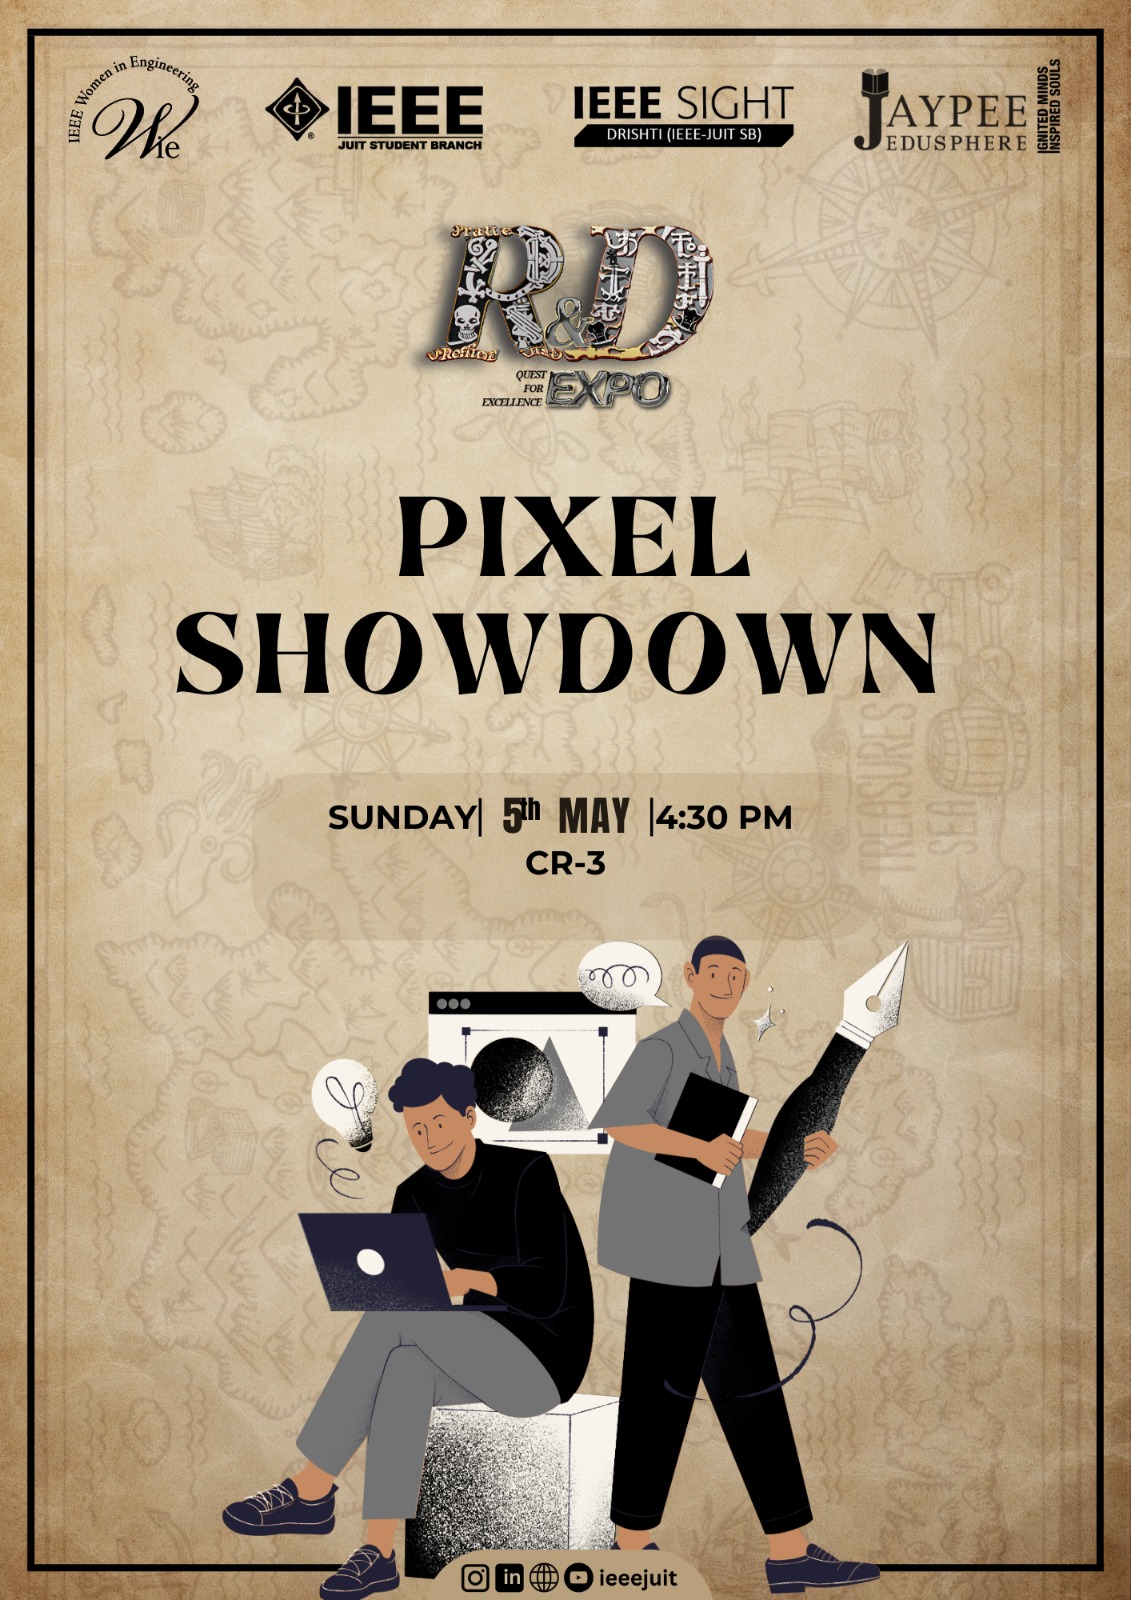 IEEE Women in Engineering
Wie
IEEE
JUIT STUDENT BRANCH
IEEE SIGHT
DRISHTI (IEEE-JUIT SB)
JAYPEE
EDUSPHERE
IGNITED MINDS
INSPIRED SOULS
R&D
QUEST
FOR
EXCELLENCE
EXPO
PIXEL
SHOWDOWN
SUNDAY| 5th MAY |4:30 PM
CR-3
TREASURES
SEA
in
ieeejuit